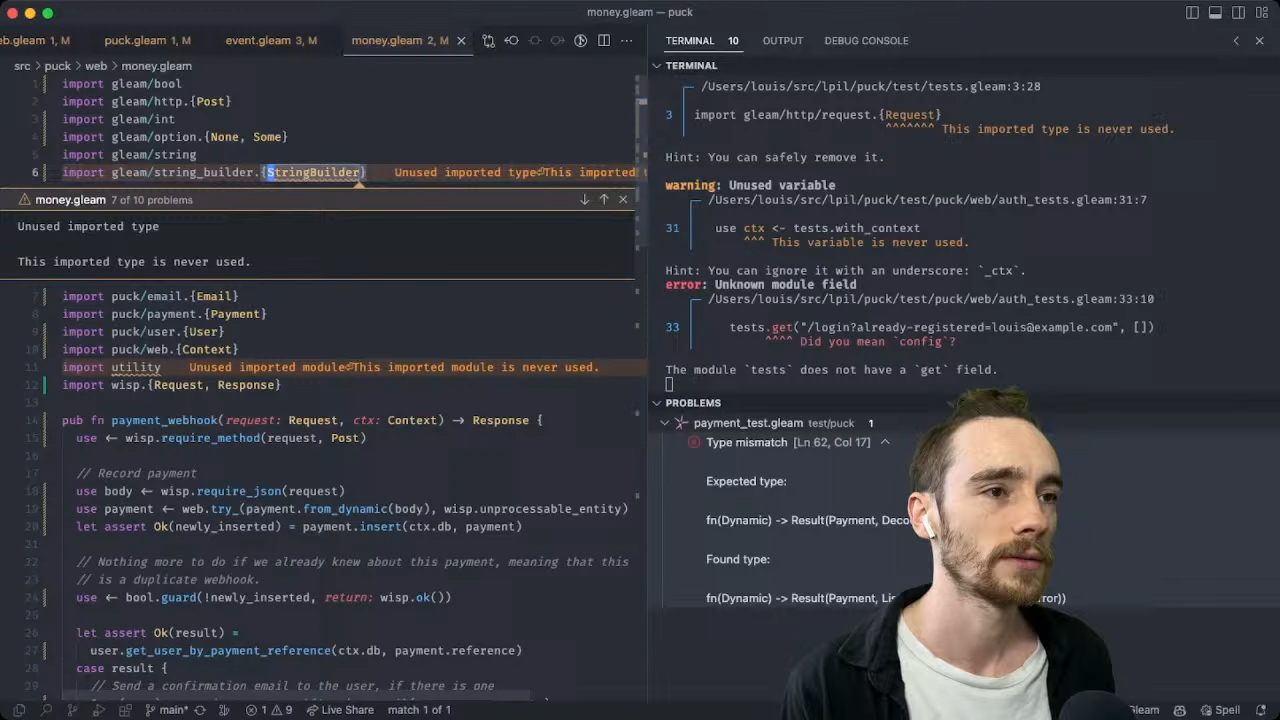 money.gleam — puck
eb.gleam 1, M
puck.gleam 1, M
event.gleam 3, M
money.gleam 2, M
src > puck > web > money.gleam
1 import gleam/bool
2 import gleam/http.{Post}
3 import gleam/int
4 import gleam/option.{None, Some}
5 import gleam/string
6 import gleam/string_builder.{StringBuilder} Unused imported type⏎This imported
money.gleam 7 of 10 problems
Unused imported type
This imported type is never used.
7 import puck/email.{Email}
8 import puck/payment.{Payment}
9 import puck/user.{User}
10 import puck/web.{Context}
11 import utility Unused imported module⏎This imported module is never used.
12 import wisp.{Request, Response}
13
14 pub fn payment_webhook(request: Request, ctx: Context) -> Response {
15 use <- wisp.require_method(request, Post)
16
17 // Record payment
18 use body <- wisp.require_json(request)
19 use payment <- web.try_(payment.from_dynamic(body), wisp.unprocessable_entity)
20 let assert Ok(newly_inserted) = payment.insert(ctx.db, payment)
21
22 // Nothing more to do if we already knew about this payment, meaning that this
23 // is a duplicate webhook.
24 use <- bool.guard(!newly_inserted, return: wisp.ok())
25
26 let assert Ok(result) =
27 user.get_user_by_payment_reference(ctx.db, payment.reference)
28 case result {
29 // Send a confirmation email to the user, if there is one
TERMINAL 10
OUTPUT
DEBUG CONSOLE
TERMINAL
/Users/louis/src/lpil/puck/test/tests.gleam:3:28
3 import gleam/http/request.{Request}
^^^^^^^ This imported type is never used.
Hint: You can safely remove it.
warning: Unused variable
/Users/louis/src/lpil/puck/test/puck/web/auth_tests.gleam:31:7
31 use ctx <- tests.with_context
^^^ This variable is never used.
Hint: You can ignore it with an underscore: `_ctx`.
error: Unknown module field
/Users/louis/src/lpil/puck/test/puck/web/auth_tests.gleam:33:10
33 tests.get("/login?already-registered=louis@example.com", [])
^^^^ Did you mean `config`?
The module `tests` does not have a `get` field.
PROBLEMS
payment_test.gleam test/puck 1
Type mismatch [Ln 62, Col 17]
Expected type:
fn(Dynamic) -> Result(Payment, Deco
Found type:
fn(Dynamic) -> Result(Payment, Li
ror))
main* 1 9 Live Share match 1 of 1
Gleam Spell